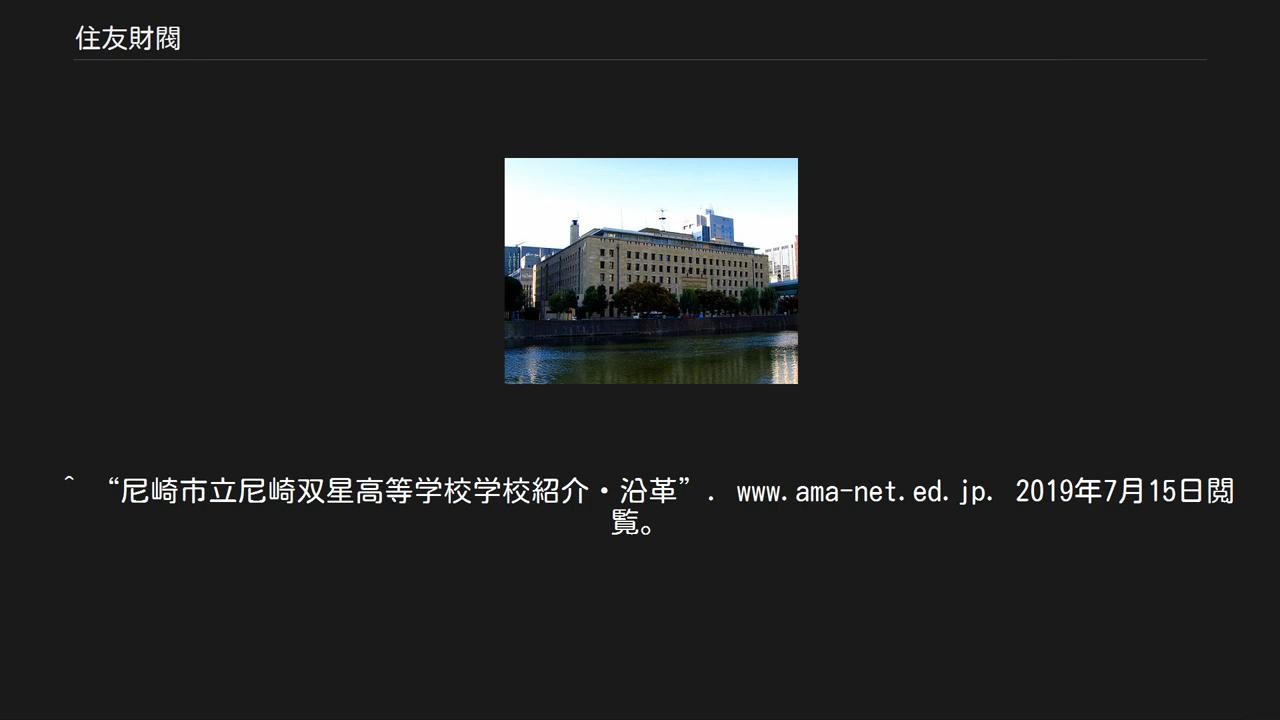 住友財閥
^ “尼崎市立尼崎双星高等学校学校紹介・沿革”. www.ama-net.ed.jp. 2019年7月15日閲
覧。